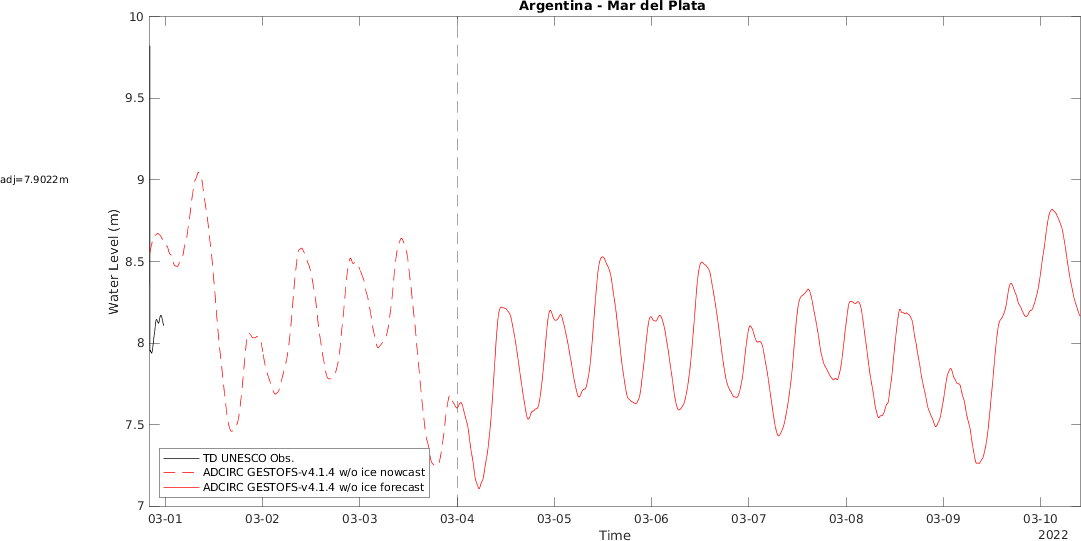 Argentina - Mar del Plata
adj=7.9022m
Water Level (m)
10
9.5
9
8.5
8
7.5
7
TD UNESCO Obs.
ADCIRC GESTOFS-v4.1.4 w/o ice nowcast
ADCIRC GESTOFS-v4.1.4 w/o ice forecast
03-01 03-02 03-03 03-04 03-05 03-06 03-07 03-08 03-09 03-10
Time
2022